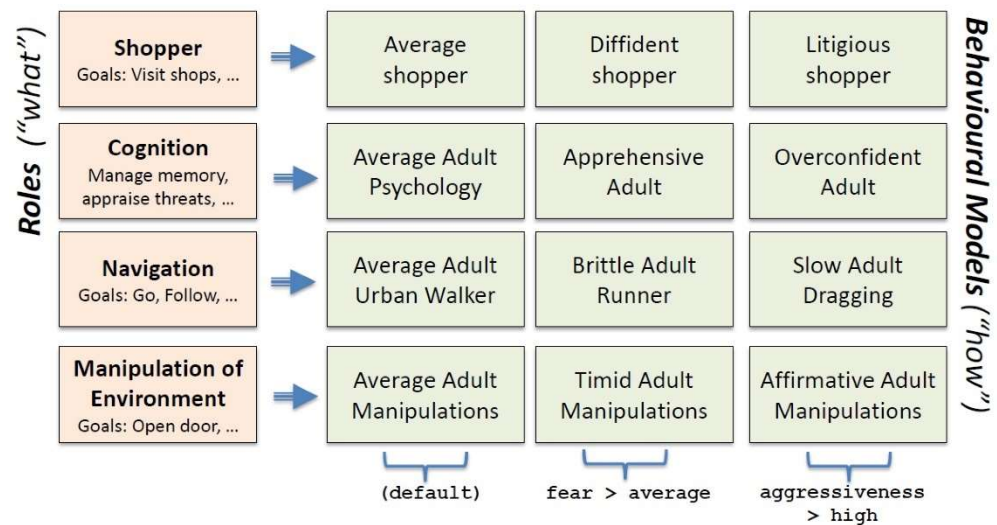 Roles (“what”)
Shopper
Goals: Visit shops, ...
Average
shopper
Diffident
shopper
Litigious
shopper
Cognition
Manage memory,
appraise threats, ...
Average Adult
Psychology
Apprehensive
Adult
Overconfident
Adult
Navigation
Goals: Go, Follow, ...
Average Adult
Urban Walker
Brittle Adult
Runner
Slow Adult
Dragging
Manipulation of
Environment
Goals: Open door, ...
Average Adult
Manipulations
Timid Adult
Manipulations
Affirmative Adult
Manipulations
(default)
fear > average
aggressiveness
> high
Behavioural Models (“how”)